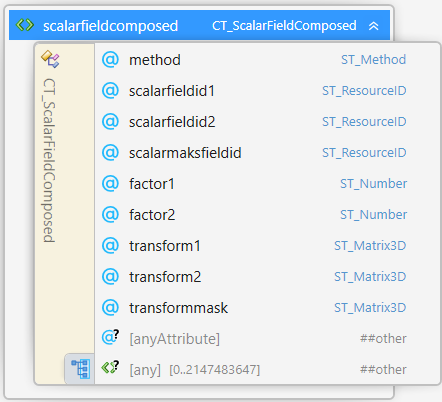 scalarfieldcomposed CT_ScalarFieldComposed
CT_ScalarFieldComposed
method ST_Method
scalarfieldid1 ST_ResourceID
scalarfieldid2 ST_ResourceID
scalarmaksfieldid ST_ResourceID
factor1 ST_Number
factor2 ST_Number
transform1 ST_Matrix3D
transform2 ST_Matrix3D
transformmask ST_Matrix3D
[anyAttribute] ##other
[any] [0..2147483647] ##other